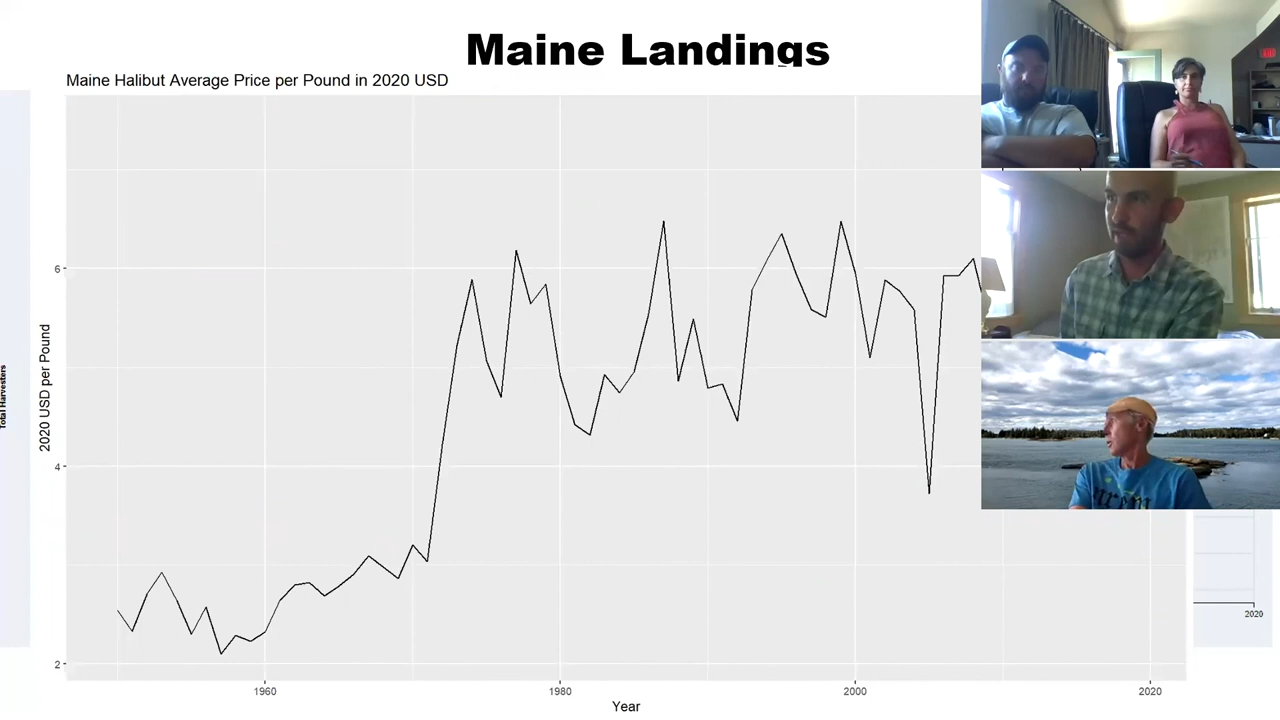 Maine Landings
Maine Halibut Average Price per Pound in 2020 USD
EXIT
Total Harvesters
2020 USD per Pound
6
4
2
1960
1980
2000
2020
Year
2020